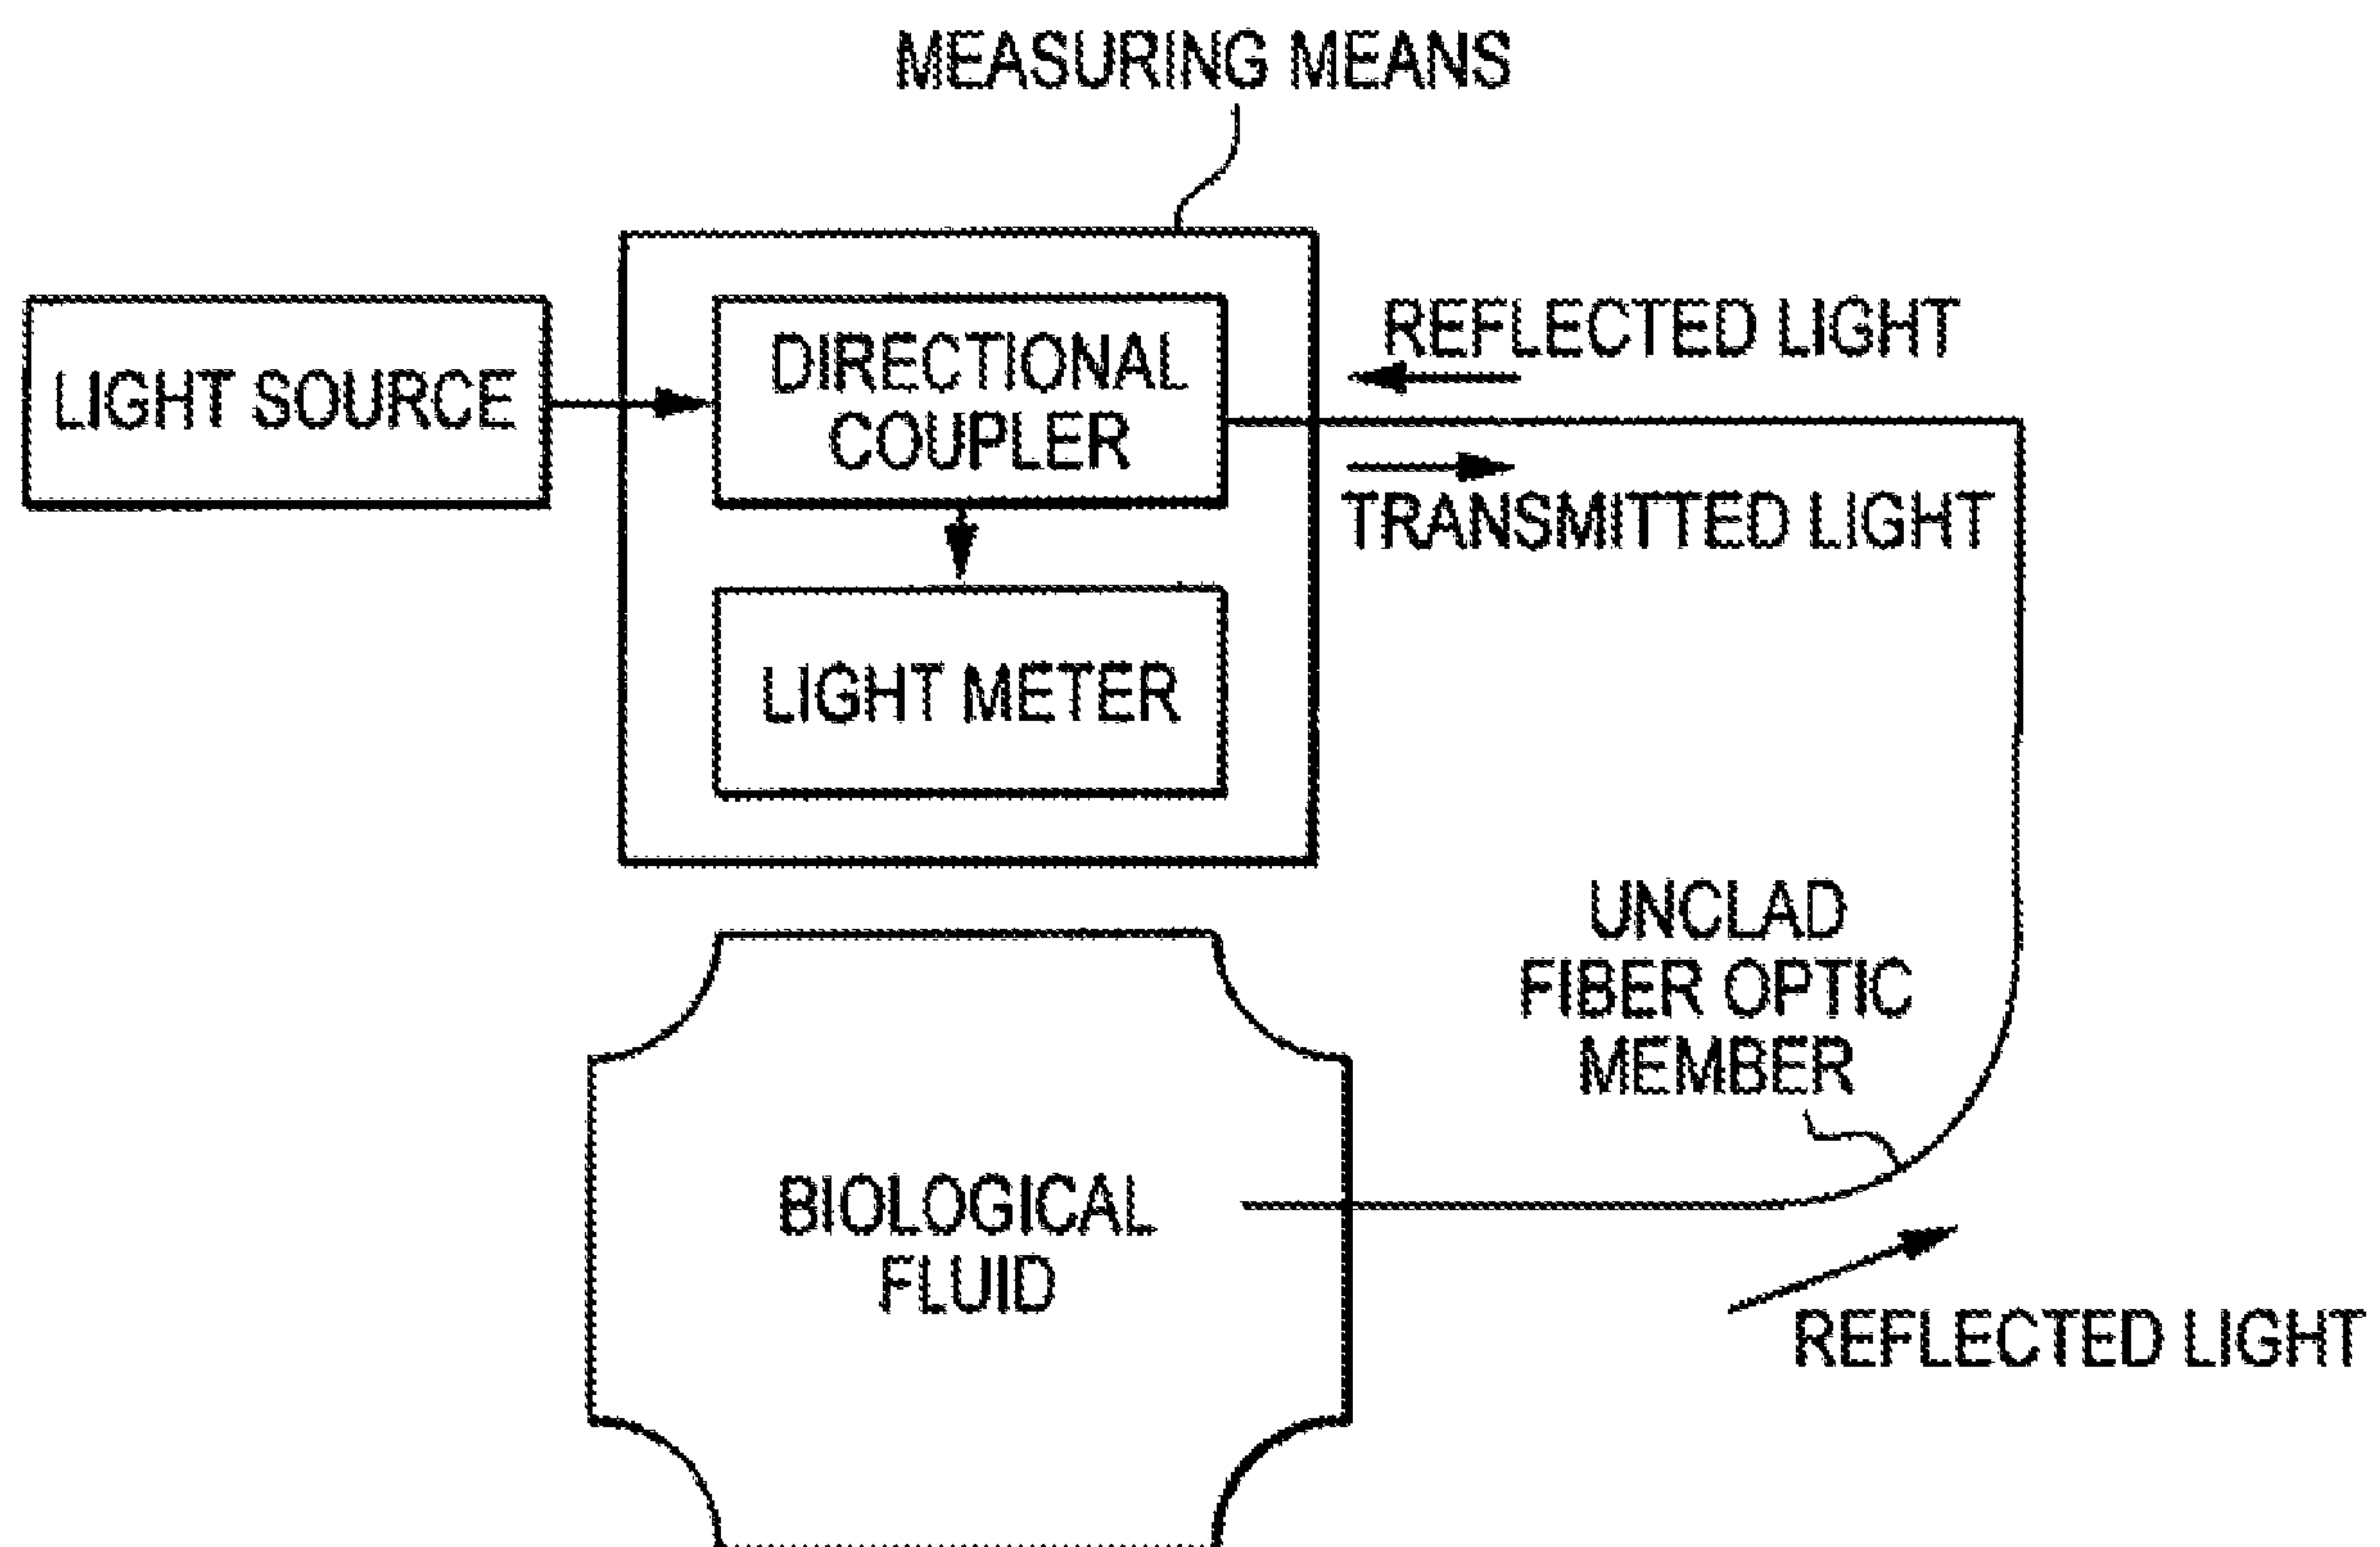 MEASURING MEANS
LIGHT SOURCE
DIRECTIONAL
COUPLER
REFLECTED LIGHT
TRANSMITTED LIGHT
LIGHT METER
UNCLAD
FIBER OPTIC
MEMBER
BIOLOGICAL
FLUID
REFLECTED LIGHT